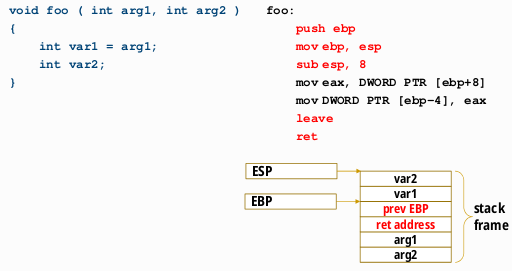 void foo ( int arg1, int arg2 )
{
int var1 = arg1;
int var2;
}
foo:
push ebp
mov ebp, esp
sub esp, 8
mov eax, DWORD PTR [ebp+8]
mov DWORD PTR [ebp−4], eax
leave
ret
ESP
EBP
var2
var1
prev EBP
ret address
arg1
arg2
stack
frame